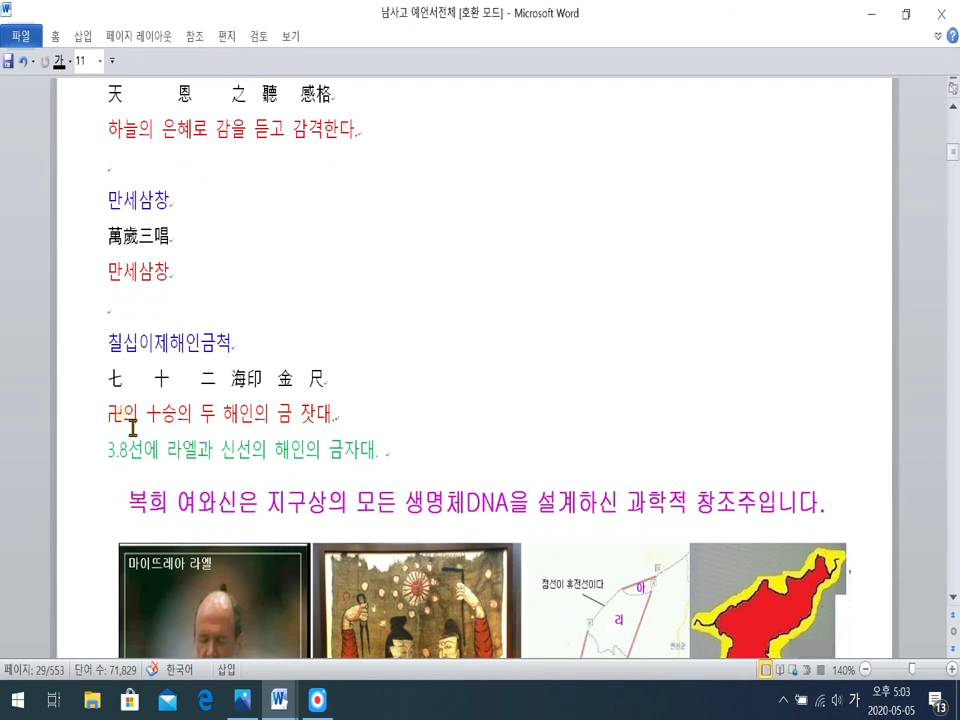 남사고 예언서전체 [호환 모드] - Microsoft Word
파일 홈 삽입 페이지 레이아웃 참조 편지 검토 보기
가 11
天 恩 之 聽 感格
하늘의 은혜로 감을 듣고 감격한다.
만세삼창
萬歲三唱
만세삼창
칠십이제해인금척
七 十 二 海印 金 尺
卍의 十승의 두 해인의 금 잣대.
3.8선에 라엘과 신선의 해인의 금자대.
복희 여와신은 지구상의 모든 생명체DNA을 설계하신 과학적 창조주입니다.
마이뜨레아 라엘
점선이 휴전선이다
아
리
페이지: 29/553 단어 수: 71,829 한국어 삽입 140%
가 오후 5:03
2020-05-05 13